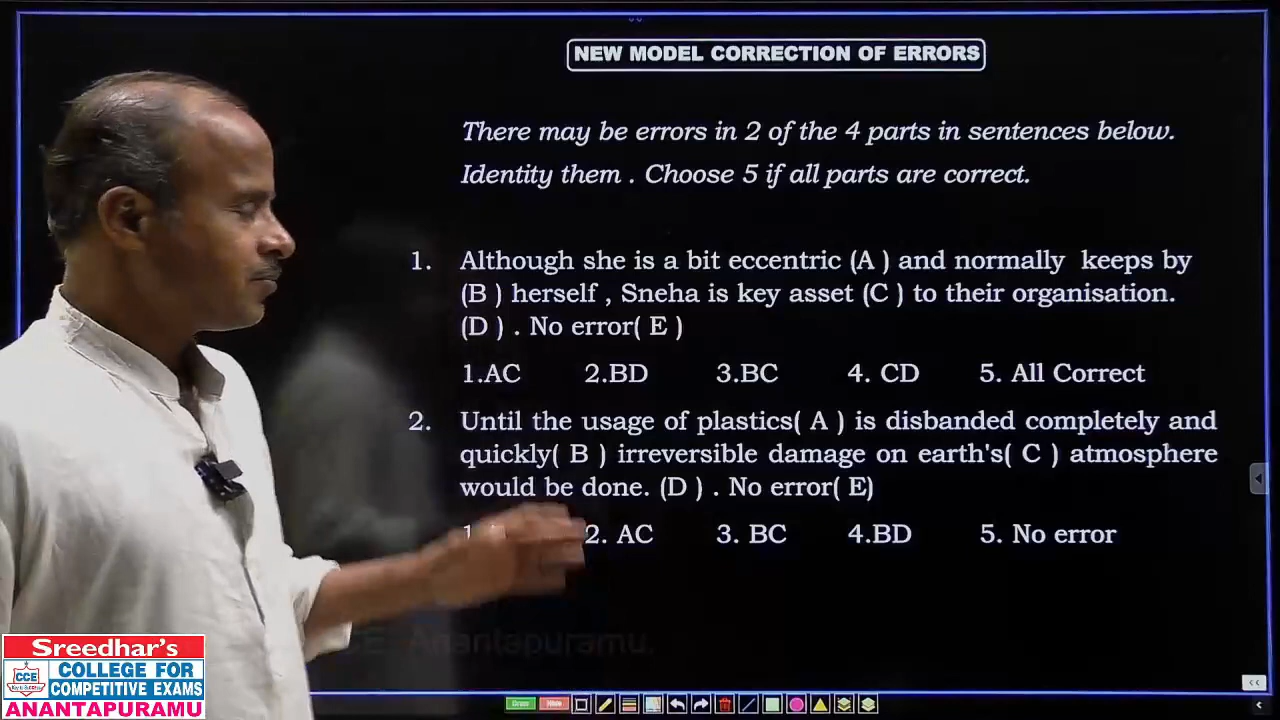 NEW MODEL CORRECTION OF ERRORS
There may be errors in 2 of the 4 parts in sentences below.
Identity them . Choose 5 if all parts are correct.
1. Although she is a bit eccentric (A ) and normally keeps by
(B ) herself , Sneha is key asset (C ) to their organisation.
(D ) . No error( E )
1.AC 2.BD 3.BC 4. CD 5. All Correct
2. Until the usage of plastics( A ) is disbanded completely and
quickly( B ) irreversible damage on earth's( C ) atmosphere
would be done. (D ) . No error( E)
2. AC 3. BC 4.BD 5. No error
Anantapuramu.
Sreedhar's
CCE
COLLEGE FOR
COMPETITIVE EXAMS
ANANTAPURAMU